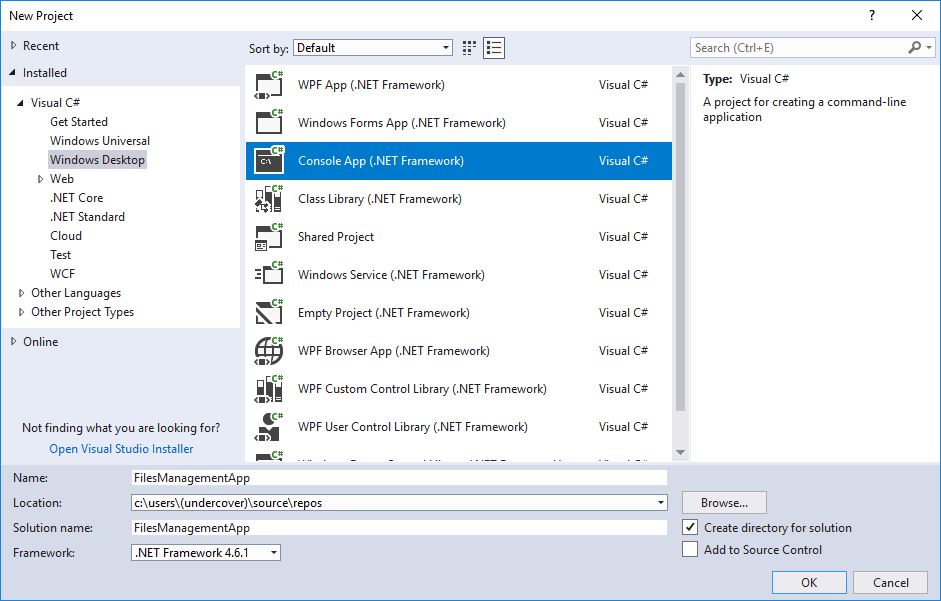 New Project
?
Recent
Installed
Visual C#
Get Started
Windows Universal
Windows Desktop
Web
.NET Core
.NET Standard
Cloud
Test
WCF
Other Languages
Other Project Types
Online
Not finding what you are looking for?
Open Visual Studio Installer
Sort by: Default
Search (Ctrl+E)
C# WPF App (.NET Framework) Visual C#
C# Windows Forms App (.NET Framework) Visual C#
C# C:\ Console App (.NET Framework) Visual C#
C# Class Library (.NET Framework) Visual C#
C# Shared Project Visual C#
C# Windows Service (.NET Framework) Visual C#
C# Empty Project (.NET Framework) Visual C#
C# WPF Browser App (.NET Framework) Visual C#
C# WPF Custom Control Library (.NET Framework) Visual C#
C# WPF User Control Library (.NET Framework) Visual C#
C#
Type: Visual C#
A project for creating a command-line
application
Name: FilesManagementApp
Location: c:\users\(undercover)\source\repos
Browse...
Solution name: FilesManagementApp
Create directory for solution
Framework: .NET Framework 4.6.1
Add to Source Control
OK
Cancel